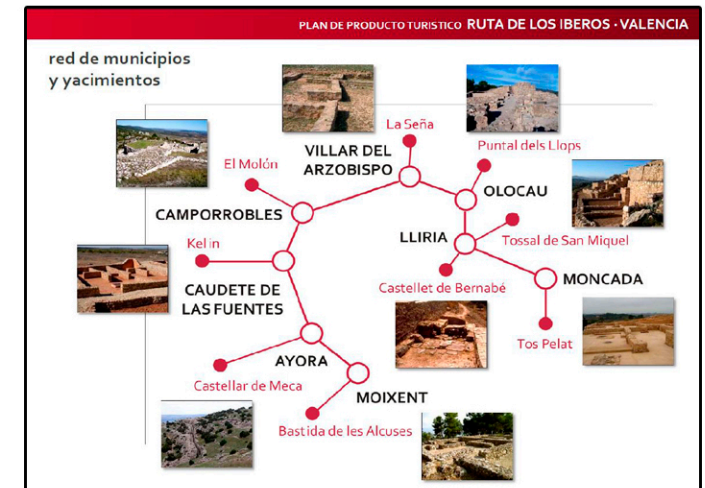 PLAN DE PRODUCTO TURISTICO RUTA DE LOS IBEROS · VALENCIA
red de municipios
y yacimientos
La Seña
Puntal dels Llops
VILLAR DEL
ARZOBISPO
El Molón
OLOCAU
CAMPORROBLES
LLIRIA
Tossal de San Miquel
Kelin
MONCADA
Castellet de Bernabé
CAUDETE DE
LAS FUENTES
Tos Pelat
AYORA
Castellar de Meca
MOIXENT
Bastida de les Alcuses